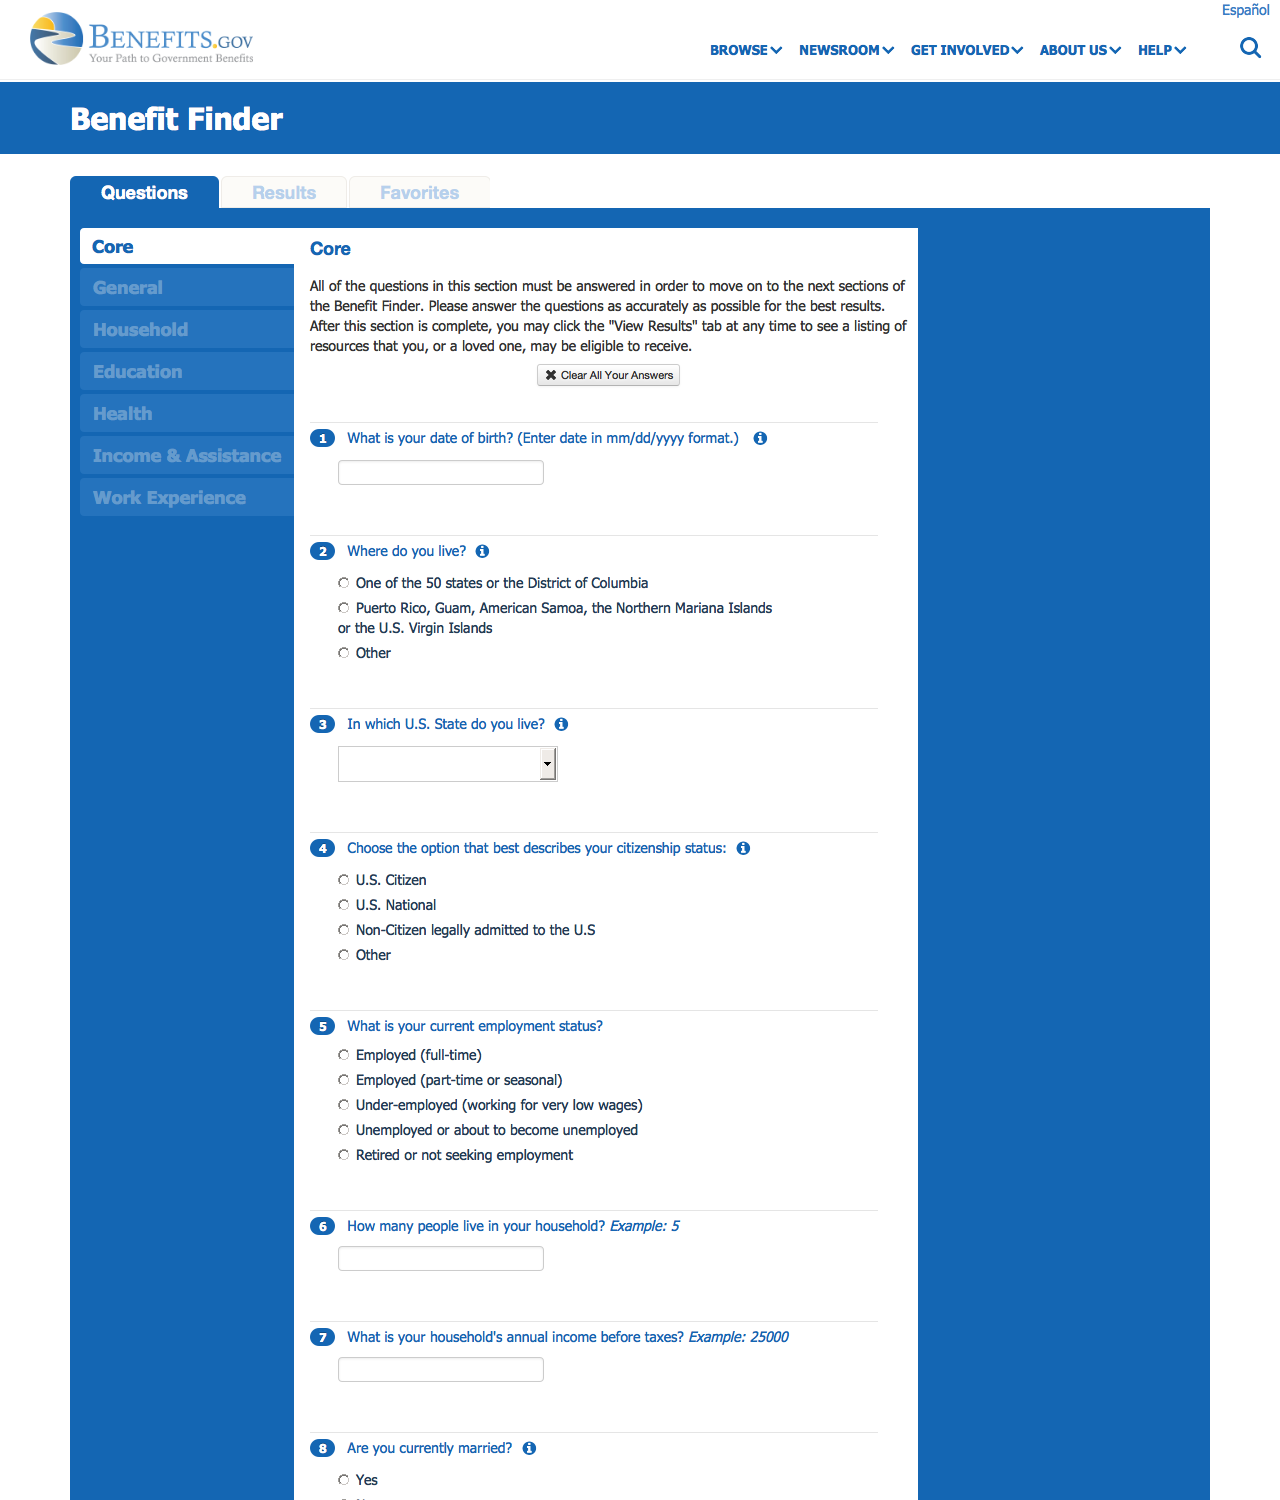 Español
BENEFITS.GOV
Your Path to Government Benefits
BROWSE NEWSROOM GET INVOLVED ABOUT US HELP
Benefit Finder
Questions Results Favorites
Core
General
Household
Education
Health
Income & Assistance
Work Experience
Core
All of the questions in this section must be answered in order to move on to the next sections of
the Benefit Finder. Please answer the questions as accurately as possible for the best results.
After this section is complete, you may click the "View Results" tab at any time to see a listing of
resources that you, or a loved one, may be eligible to receive.
Clear All Your Answers
1 What is your date of birth? (Enter date in mm/dd/yyyy format.)
2 Where do you live?
One of the 50 states or the District of Columbia
Puerto Rico, Guam, American Samoa, the Northern Mariana Islands
or the U.S. Virgin Islands
Other
3 In which U.S. State do you live?
4 Choose the option that best describes your citizenship status:
U.S. Citizen
U.S. National
Non-Citizen legally admitted to the U.S
Other
5 What is your current employment status?
Employed (full-time)
Employed (part-time or seasonal)
Under-employed (working for very low wages)
Unemployed or about to become unemployed
Retired or not seeking employment
6 How many people live in your household? Example: 5
7 What is your household's annual income before taxes? Example: 25000
8 Are you currently married?
Yes